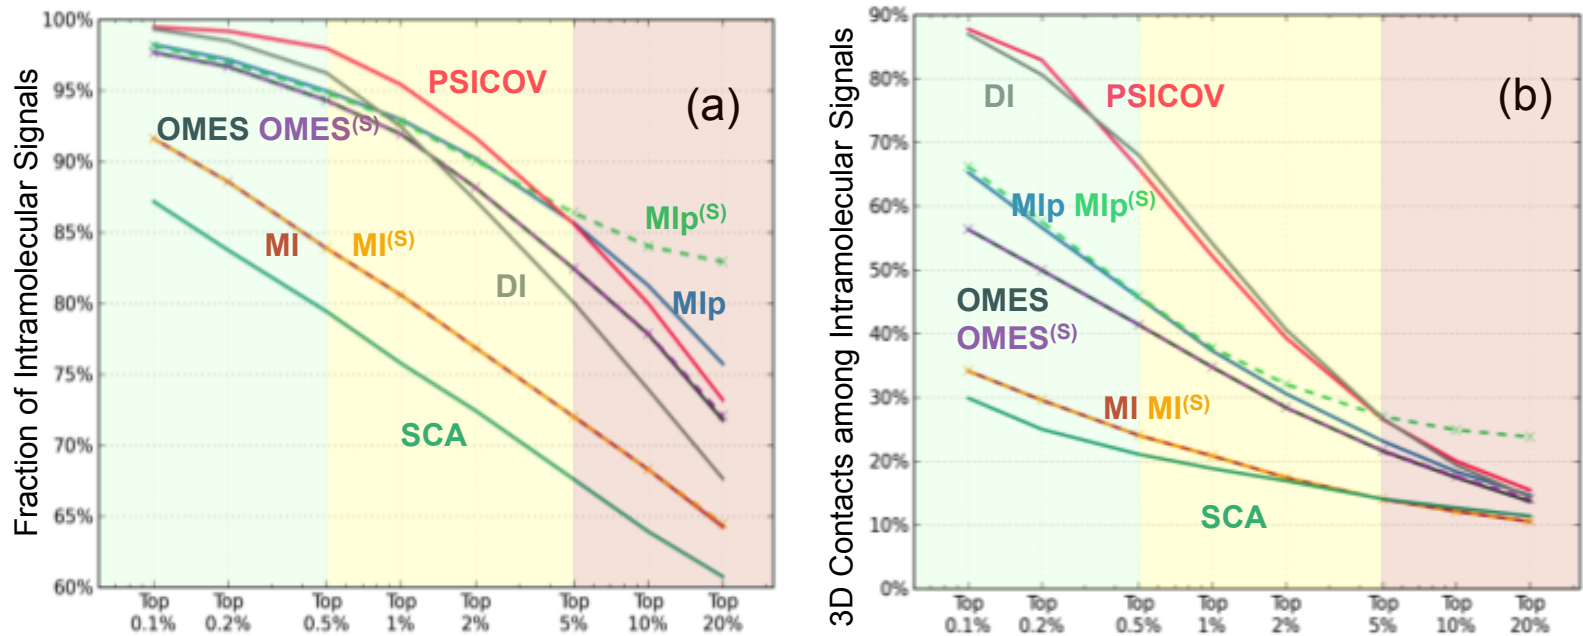 Fraction of Intramolecular Signals
100%
95%
90%
85%
80%
75%
70%
65%
60%
(a)
PSICOV
OMES OMES(S)
MIp(S)
MI MI(S)
DI
MIp
SCA
Top 0.1%
Top 0.2%
Top 0.5%
Top 1%
Top 2%
Top 5%
Top 10%
Top 20%
3D Contacts among Intramolecular Signals
90%
80%
70%
60%
50%
40%
30%
20%
10%
0%
(b)
DI
PSICOV
MIp MIp(S)
OMES
OMES(S)
MI MI(S)
SCA
Top 0.1%
Top 0.2%
Top 0.5%
Top 1%
Top 2%
Top 5%
Top 10%
Top 20%